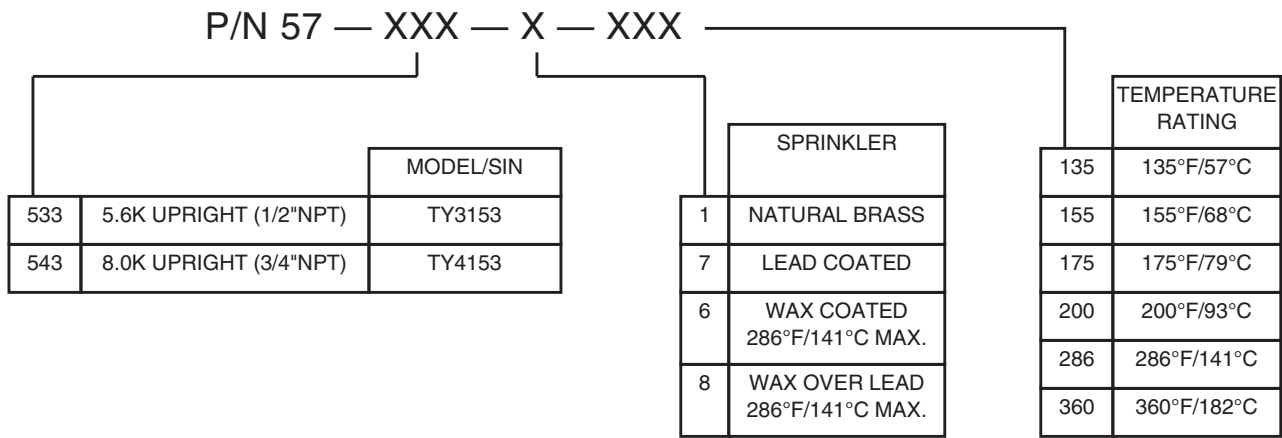 P/N 57 — XXX — X — XXX
MODEL/SIN
533 5.6K UPRIGHT (1/2"NPT) TY3153
543 8.0K UPRIGHT (3/4"NPT) TY4153
SPRINKLER
1 NATURAL BRASS
7 LEAD COATED
6 WAX COATED
286°F/141°C MAX.
8 WAX OVER LEAD
286°F/141°C MAX.
TEMPERATURE
RATING
135 135°F/57°C
155 155°F/68°C
175 175°F/79°C
200 200°F/93°C
286 286°F/141°C
360 360°F/182°C